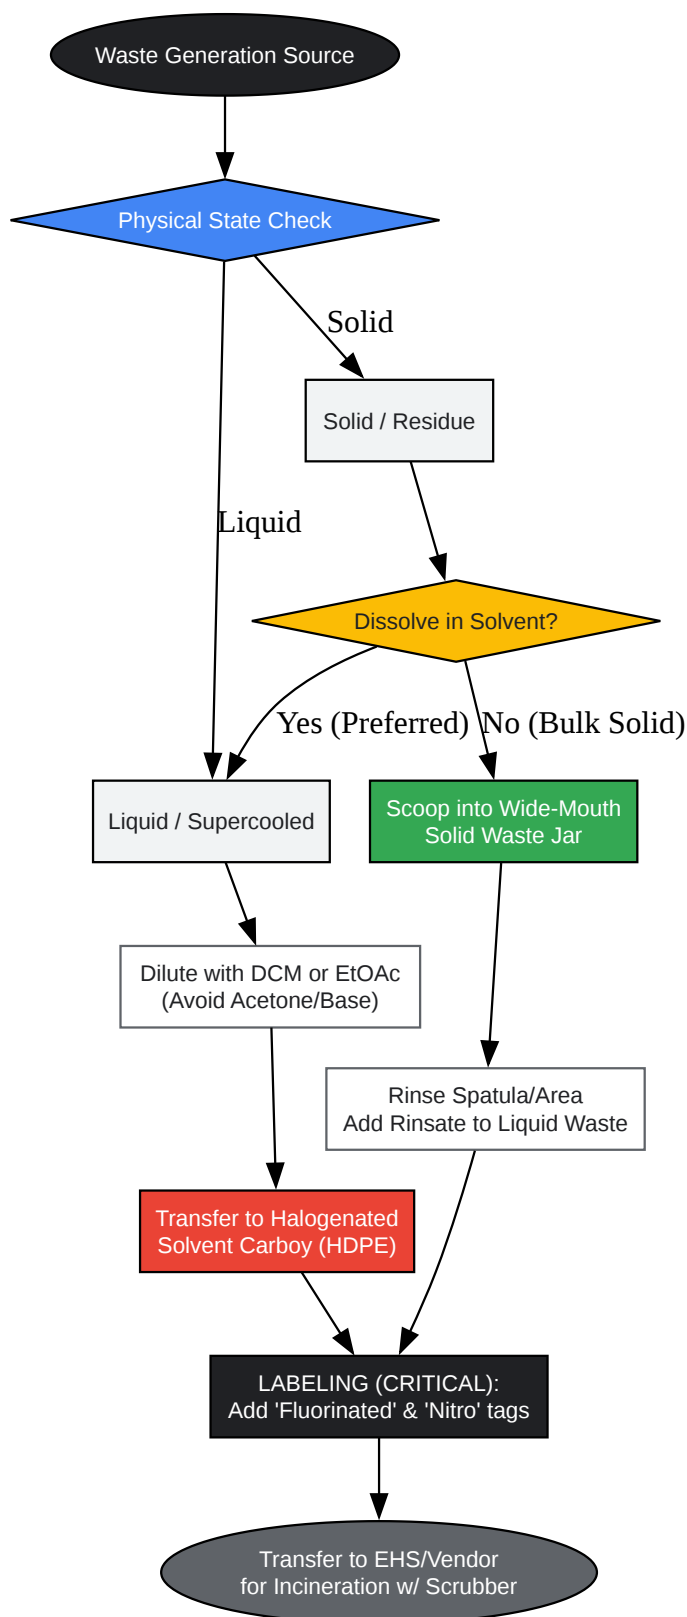 Waste Generation Source
Physical State Check
Solid
Solid / Residue
Liquid
Dissolve in Solvent?
Yes (Preferred)
No (Bulk Solid)
Liquid / Supercooled
Scoop into Wide-Mouth
Solid Waste Jar
Dilute with DCM or EtOAc
(Avoid Acetone/Base)
Rinse Spatula/Area
Add Rinsate to Liquid Waste
Transfer to Halogenated
Solvent Carboy (HDPE)
LABELING (CRITICAL):
Add 'Fluorinated' & 'Nitro' tags
Transfer to EHS/Vendor
for Incineration w/ Scrubber